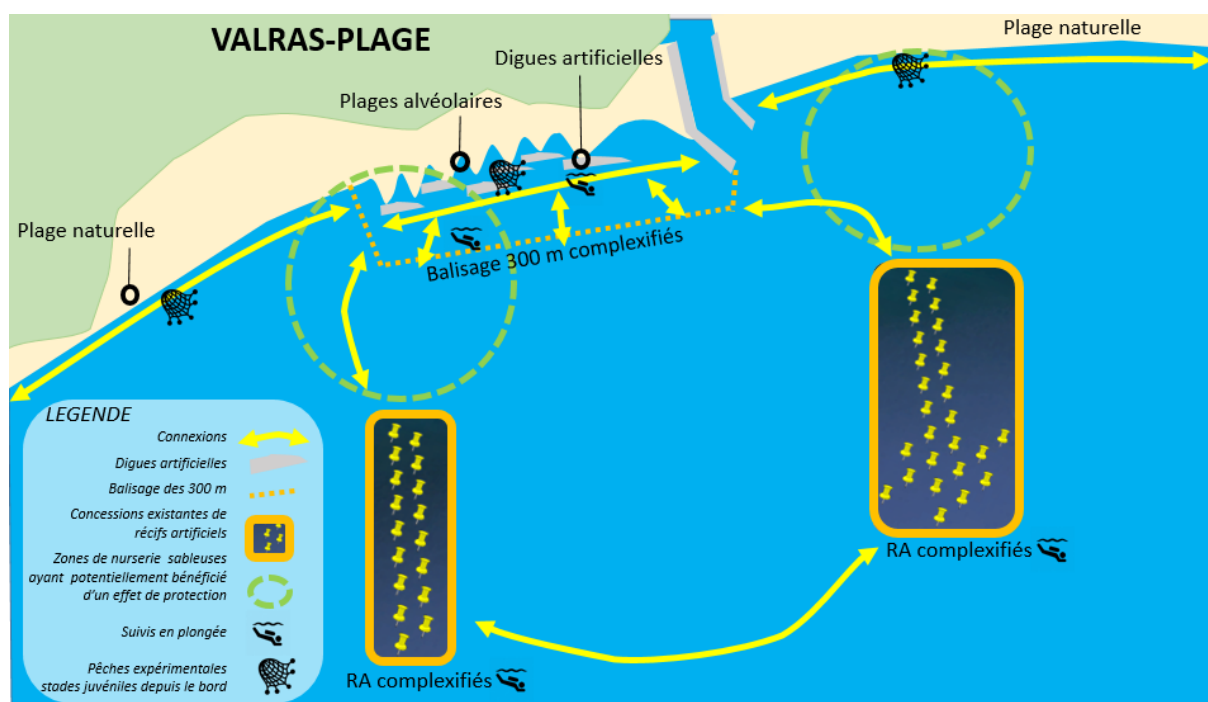 VALRAS-PLAGE
Plage naturelle
Digues artificielles
Plages alvéolaires
Plage naturelle
Balisage 300 m complexifiés
LEGENDE
Connexions
Digues artificielles
Balisage des 300 m
Concessions existantes de
récifs artificiels
Zones de nurserie sableuses
ayant potentiellement bénéficié
d'un effet de protection
Suivis en plongée
Pêches expérimentales
stades juvéniles depuis le bord
RA complexifiés
RA complexifiés